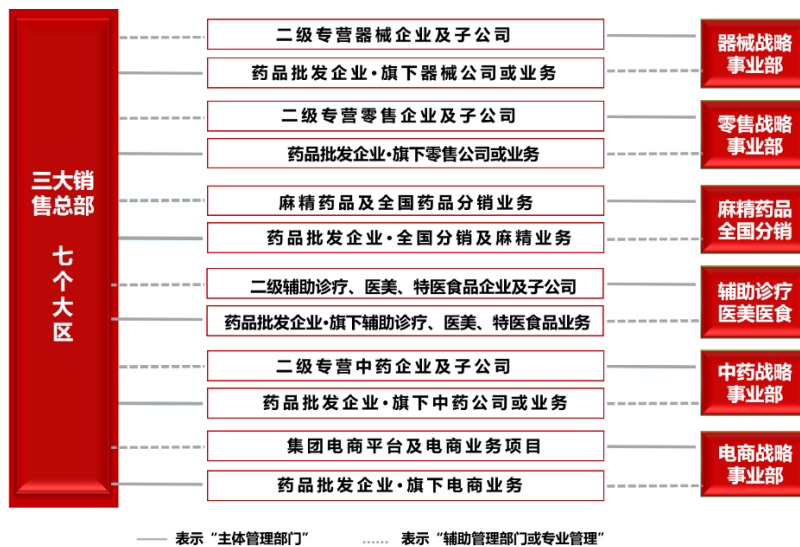 三大销
售总部
七
个
大
区
二级专营器械企业及子公司
药品批发企业·旗下器械公司或业务
器械战略
事业部
二级专营零售企业及子公司
药品批发企业·旗下零售公司或业务
零售战略
事业部
麻精药品及全国药品分销业务
药品批发企业·全国分销及麻精业务
麻精药品
全国分销
二级辅助诊疗、医美、特医食品企业及子公司
药品批发企业·旗下辅助诊疗、医美、特医食品业务
辅助诊疗
医美医食
二级专营中药企业及子公司
药品批发企业·旗下中药公司或业务
中药战略
事业部
集团电商平台及电商业务项目
药品批发企业·旗下电商业务
电商战略
事业部
表示“主体管理部门”
表示“辅助管理部门或专业管理”